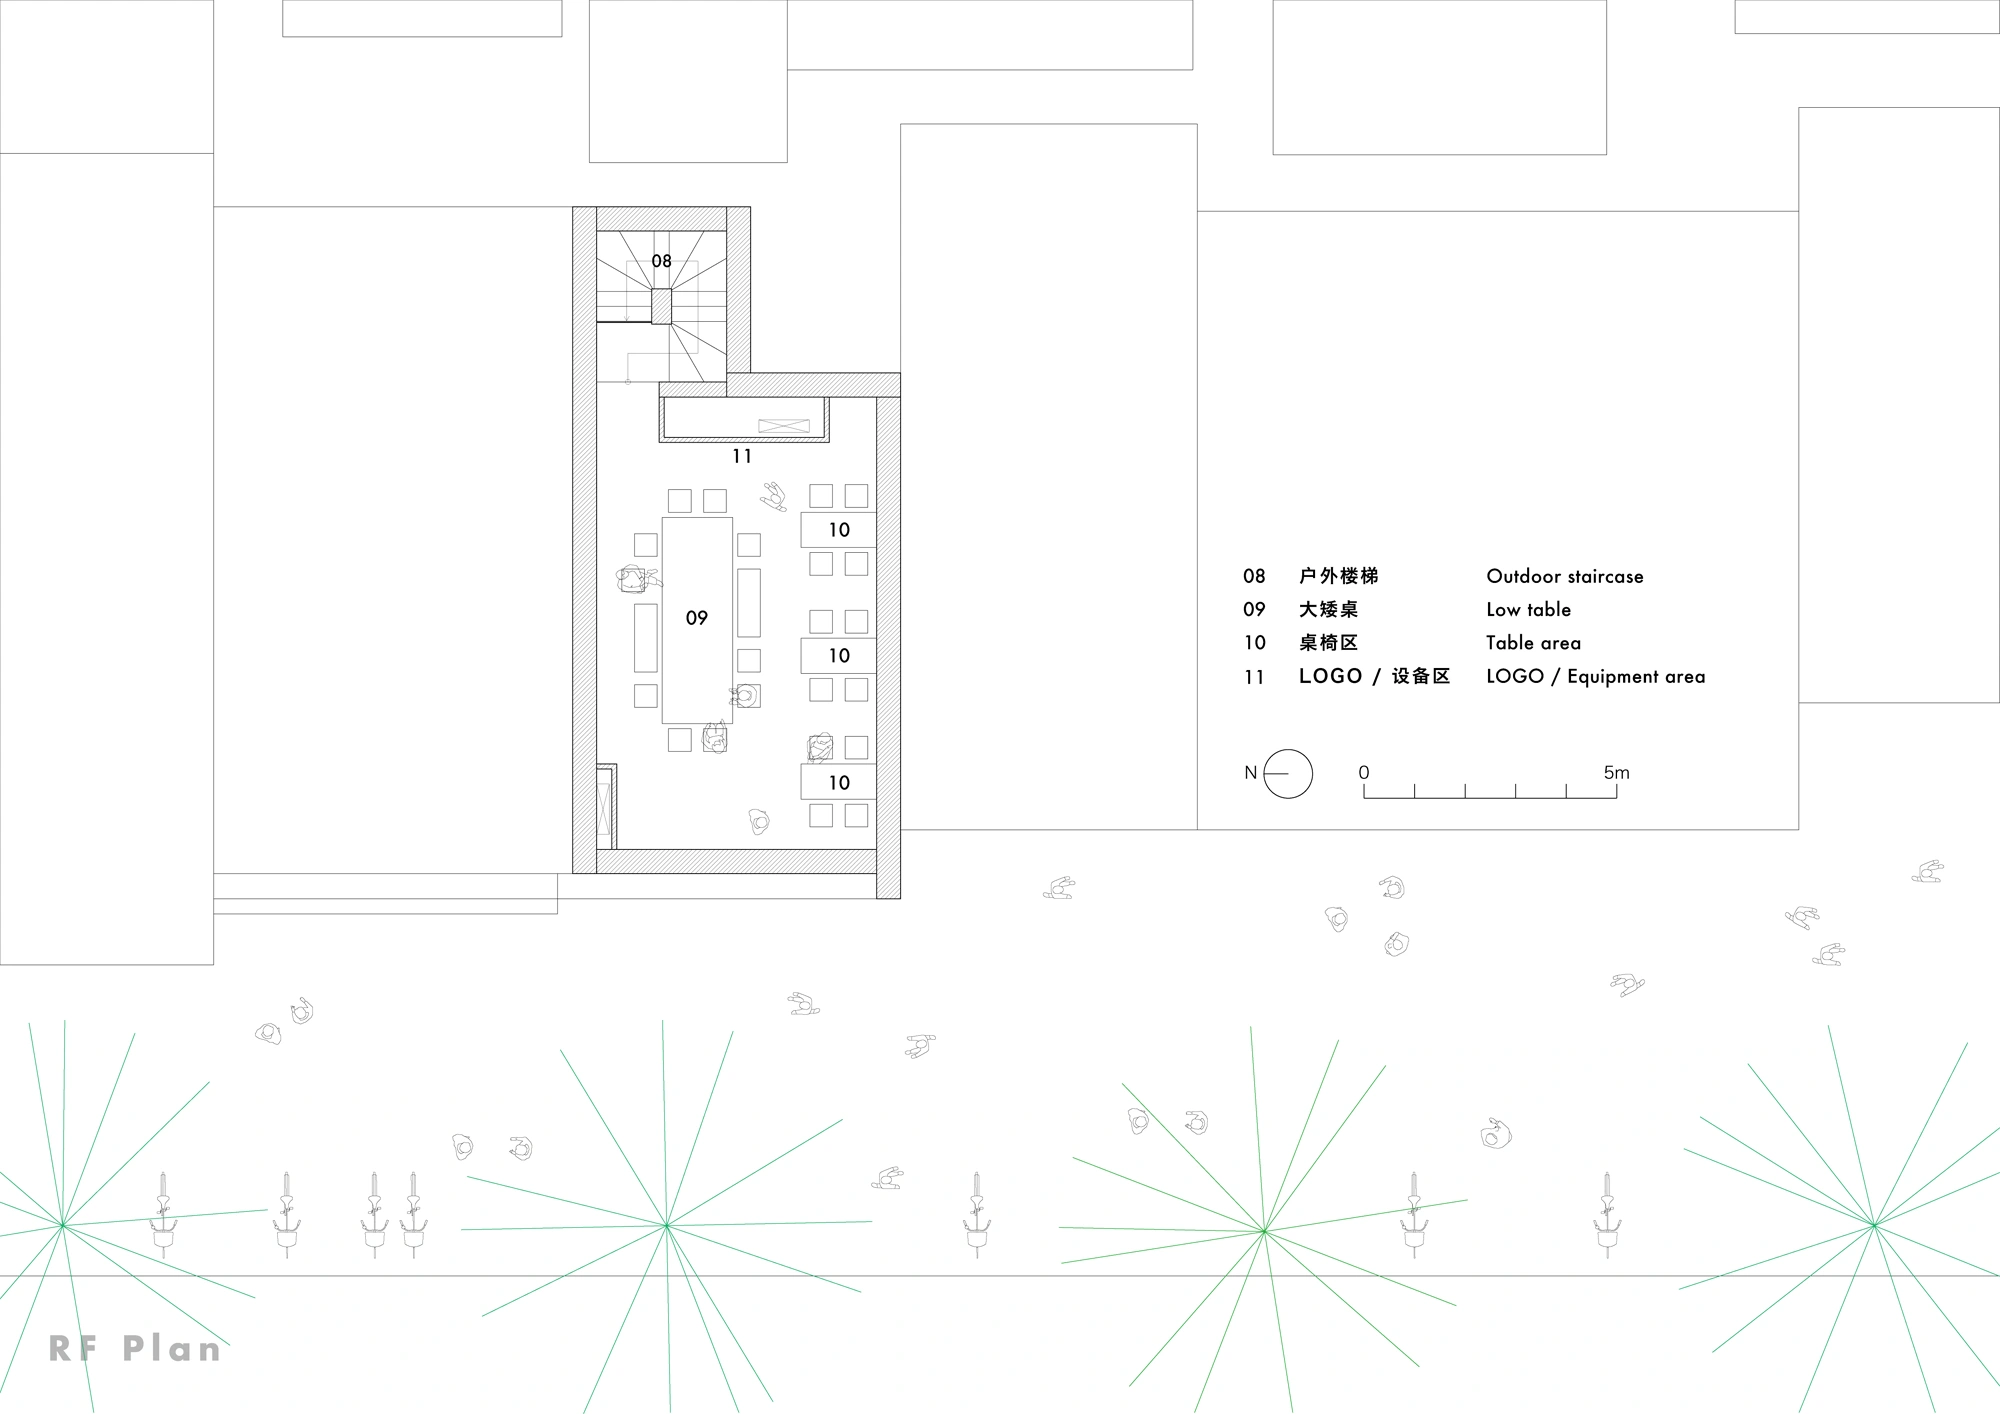 08
11
10
09
10
10
08 户外楼梯 Outdoor staircase
09 大矮桌 Low table
10 桌椅区 Table area
11 LOGO / 设备区 LOGO / Equipment area
N 0 5m
RF Plan